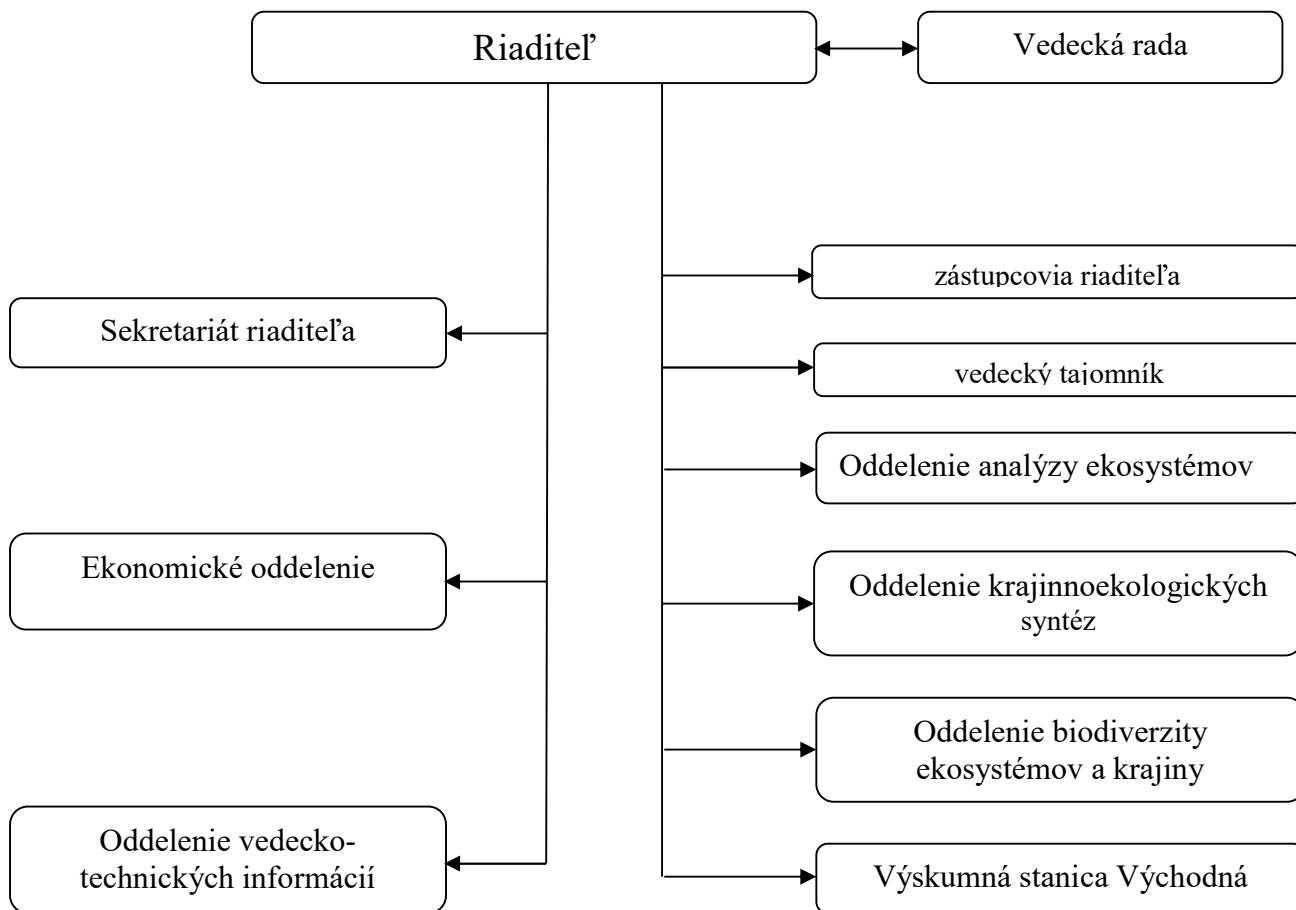 Riaditeľ
Vedecká rada
zástupcovia riaditeľa
Sekretariát riaditeľa
vedecký tajomník
Oddelenie analýzy ekosystémov
Ekonomické oddelenie
Oddelenie krajinnoekologických
syntéz
Oddelenie biodiverzity
ekosystémov a krajiny
Oddelenie vedecko-
technických informácií
Výskumná stanica Východná